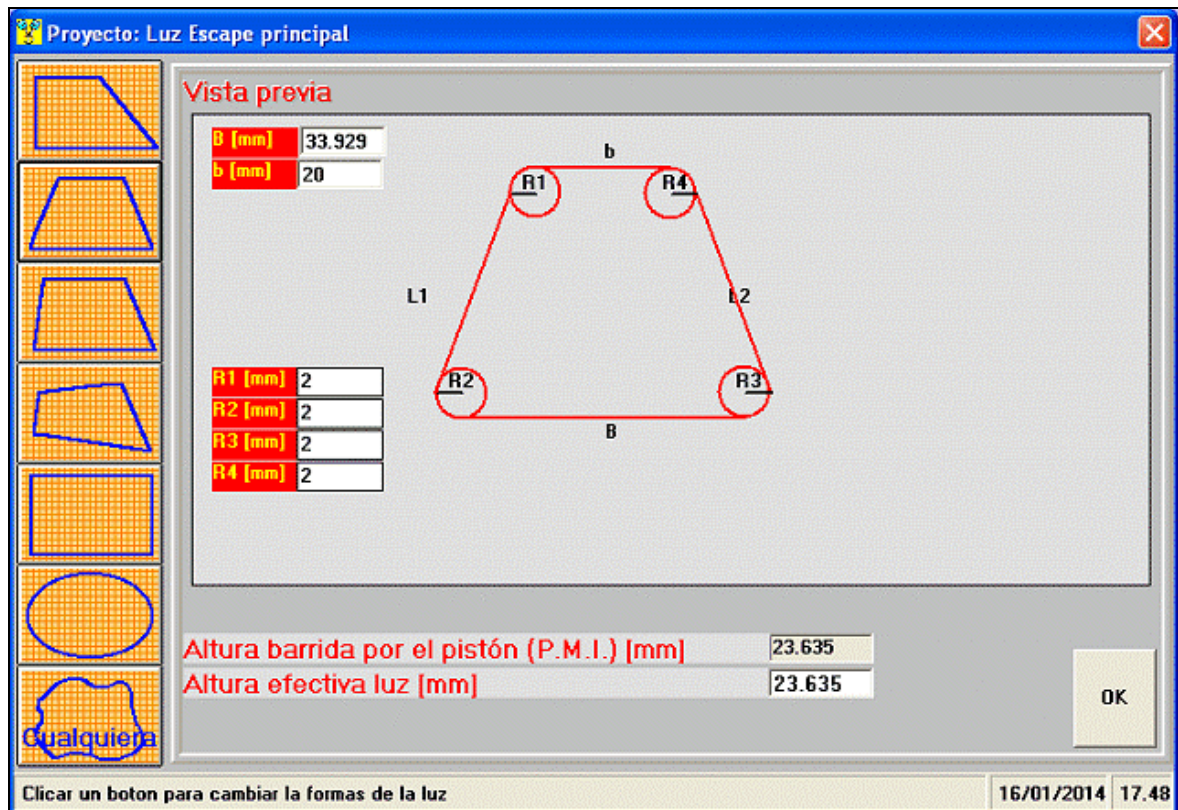 Proyecto: Luz Escape principal
Vista previa
B [mm] 33.929
b [mm] 20
b
R1 R4
L1 L2
R2 R3
B
R1 [mm] 2
R2 [mm] 2
R3 [mm] 2
R4 [mm] 2
Cualquiera
Altura barrida por el pistón (P.M.I.) [mm] 23.635
Altura efectiva luz [mm] 23.635
OK
Clicar un boton para cambiar la formas de la luz 16/01/2014 17.48